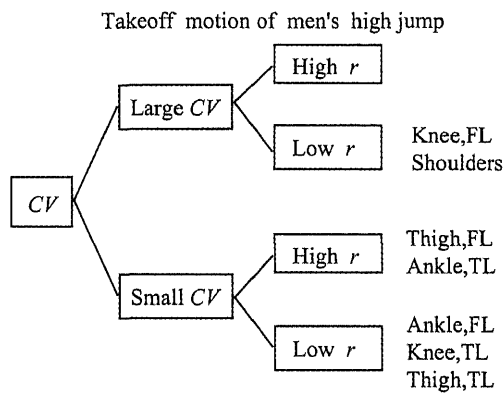 Takeoff motion of men's high jump
High r
Large CV
Low r
Knee,FL
Shoulders
CV
High r
Thigh,FL
Ankle,TL
Small CV
Low r
Ankle,FL
Knee,TL
Thigh,TL